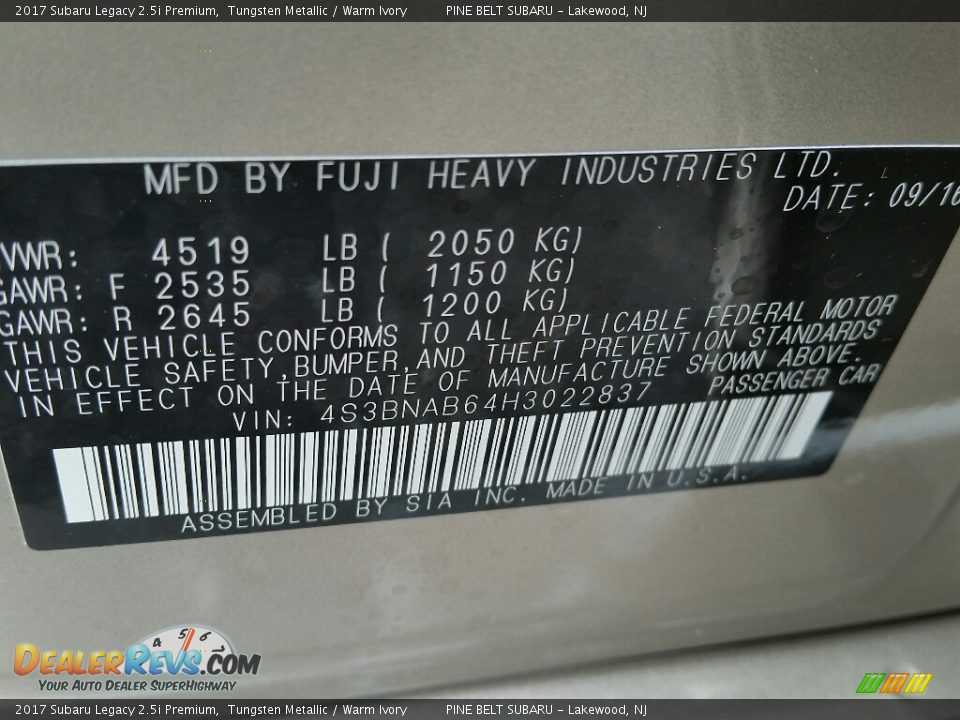 2017 Subaru Legacy 2.5i Premium, Tungsten Metallic / Warm Ivory PINE BELT SUBARU - Lakewood, NJ
MFD BY FUJI HEAVY INDUSTRIES LTD.
DATE: 09/16
VWR: 4519 LB ( 2050 KG)
GAWR: F 2535 LB ( 1150 KG)
GAWR: R 2645 LB ( 1200 KG)
THIS VEHICLE CONFORMS TO ALL APPLICABLE FEDERAL MOTOR
VEHICLE SAFETY,BUMPER,AND THEFT PREVENTION STANDARDS
IN EFFECT ON THE DATE OF MANUFACTURE SHOWN ABOVE.
VIN: 4S3BNAB64H3022837 PASSENGER CAR
ASSEMBLED BY SIA INC. MADE IN U.S.A.
4 5 6
DEALERREVS.COM
YOUR AUTO DEALER SUPERHIGHWAY
2017 Subaru Legacy 2.5i Premium, Tungsten Metallic / Warm Ivory PINE BELT SUBARU - Lakewood, NJ